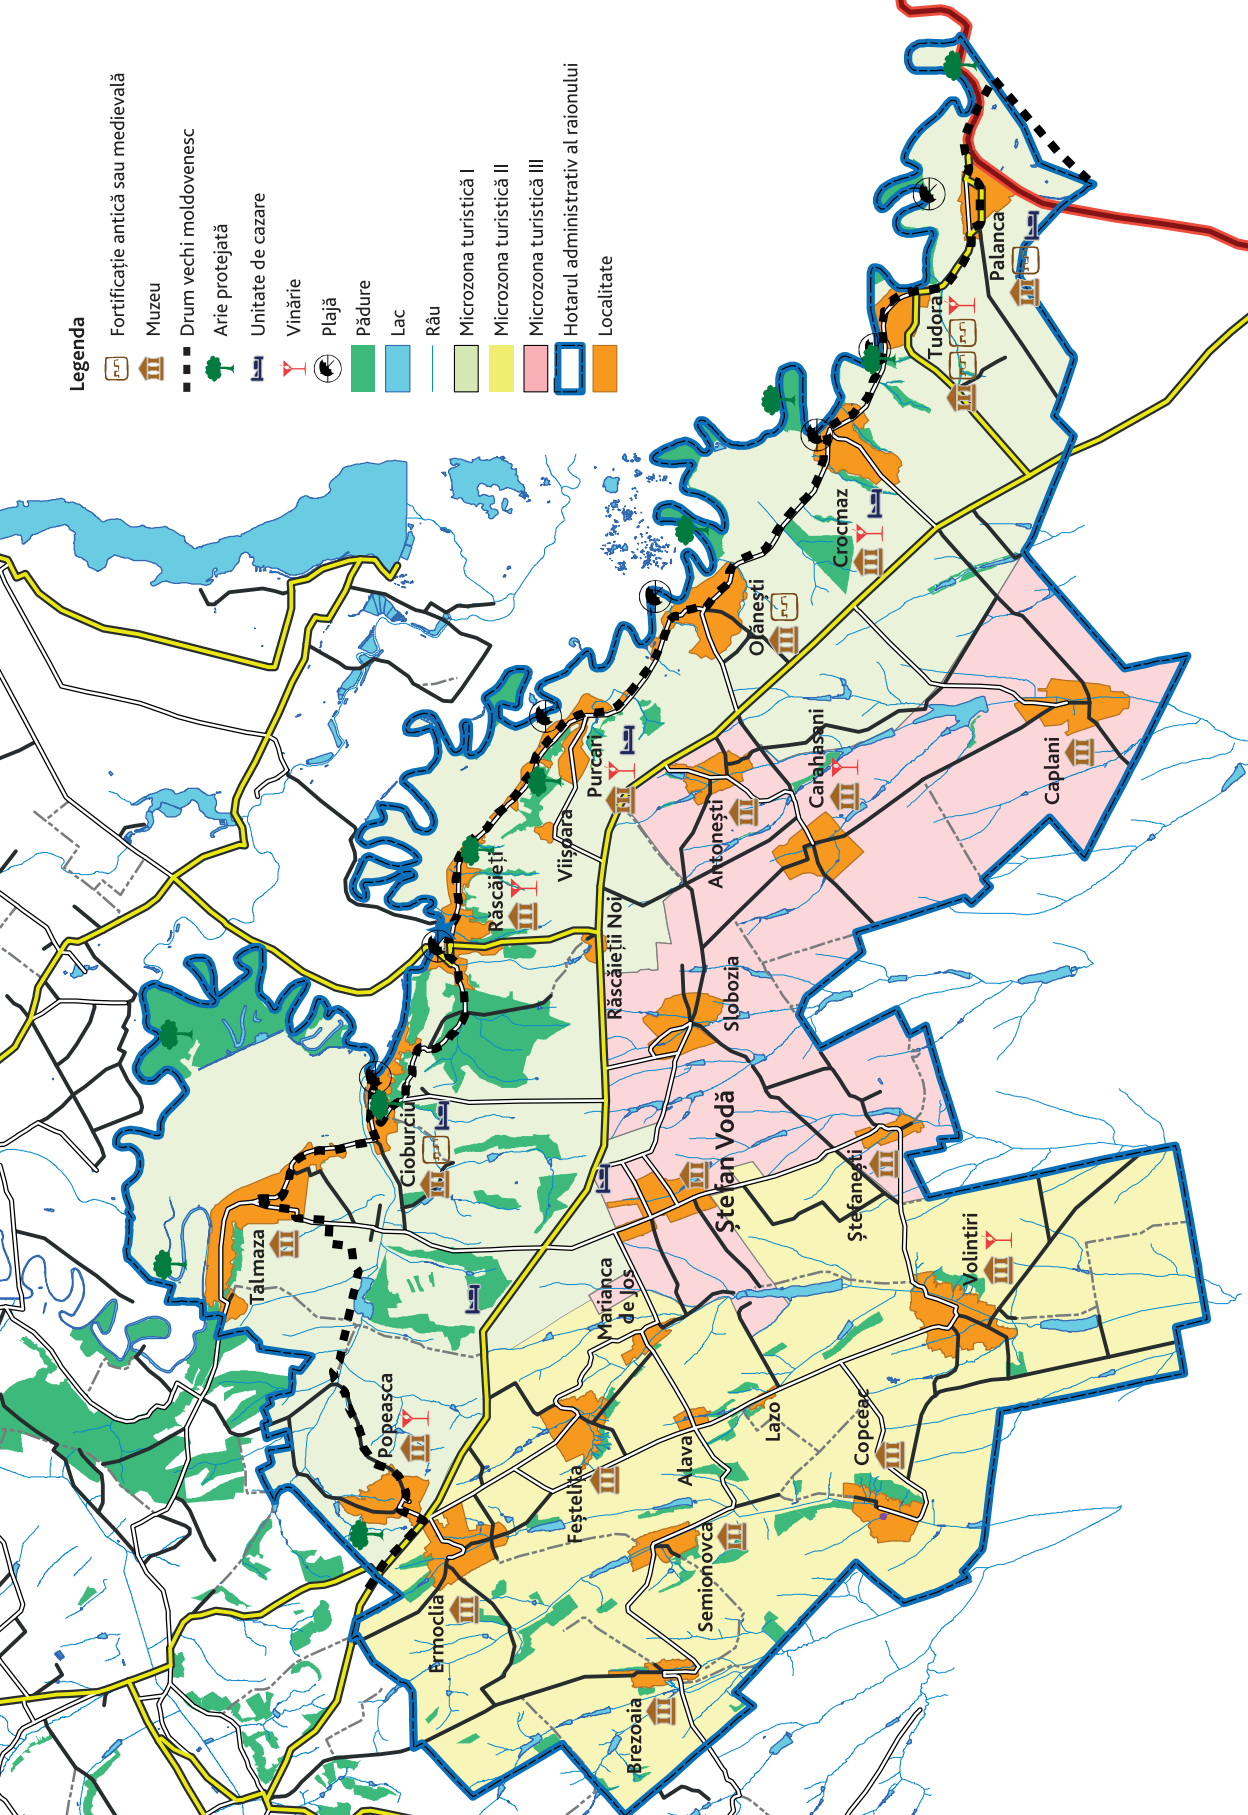 Legenda
Fortificație antică sau medievală
Muzeu
Drum vechi moldovenesc
Arie protejată
Unitate de cazare
Vinărie
Plajă
Pădure
Lac
Râu
Microzona turistică I
Microzona turistică II
Microzona turistică III
Hotarul administrativ al raionului
Localitate
Palanca
Tudora
Crocmaz
Olănești
Purcari
Viișoara
Răscăieți
Răscăieții Noi
Carahasani
Antonești
Caplani
Slobozia
Cioburciu
Ștefan Vodă
Ștefanești
Talmaza
Volintiri
Marianca
de Jos
Popeasca
Lazo
Copceac
Alava
Feștelița
Semionovca
Ermoclia
Brezoaia